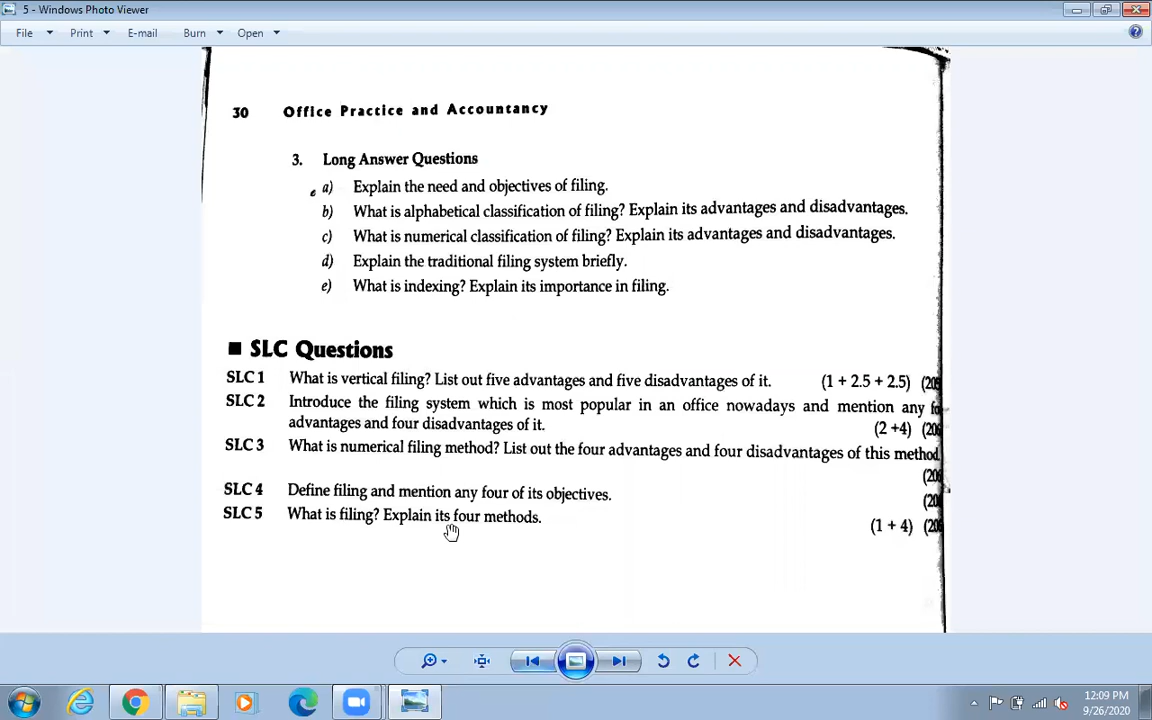 5 - Windows Photo Viewer
File Print E-mail Burn Open
30 Office Practice and Accountancy
3. Long Answer Questions
a) Explain the need and objectives of filing.
b) What is alphabetical classification of filing? Explain its advantages and disadvantages.
c) What is numerical classification of filing? Explain its advantages and disadvantages.
d) Explain the traditional filing system briefly.
e) What is indexing? Explain its importance in filing.
■ SLC Questions
SLC 1 What is vertical filing? List out five advantages and five disadvantages of it. (1 + 2.5 + 2.5)
SLC 2 Introduce the filing system which is most popular in an office nowadays and mention any
advantages and four disadvantages of it. (2 +4)
SLC 3 What is numerical filing method? List out the four advantages and four disadvantages of this method
SLC 4 Define filing and mention any four of its objectives.
SLC 5 What is filing? Explain its four methods. (1 + 4)
12:09 PM
9/26/2020